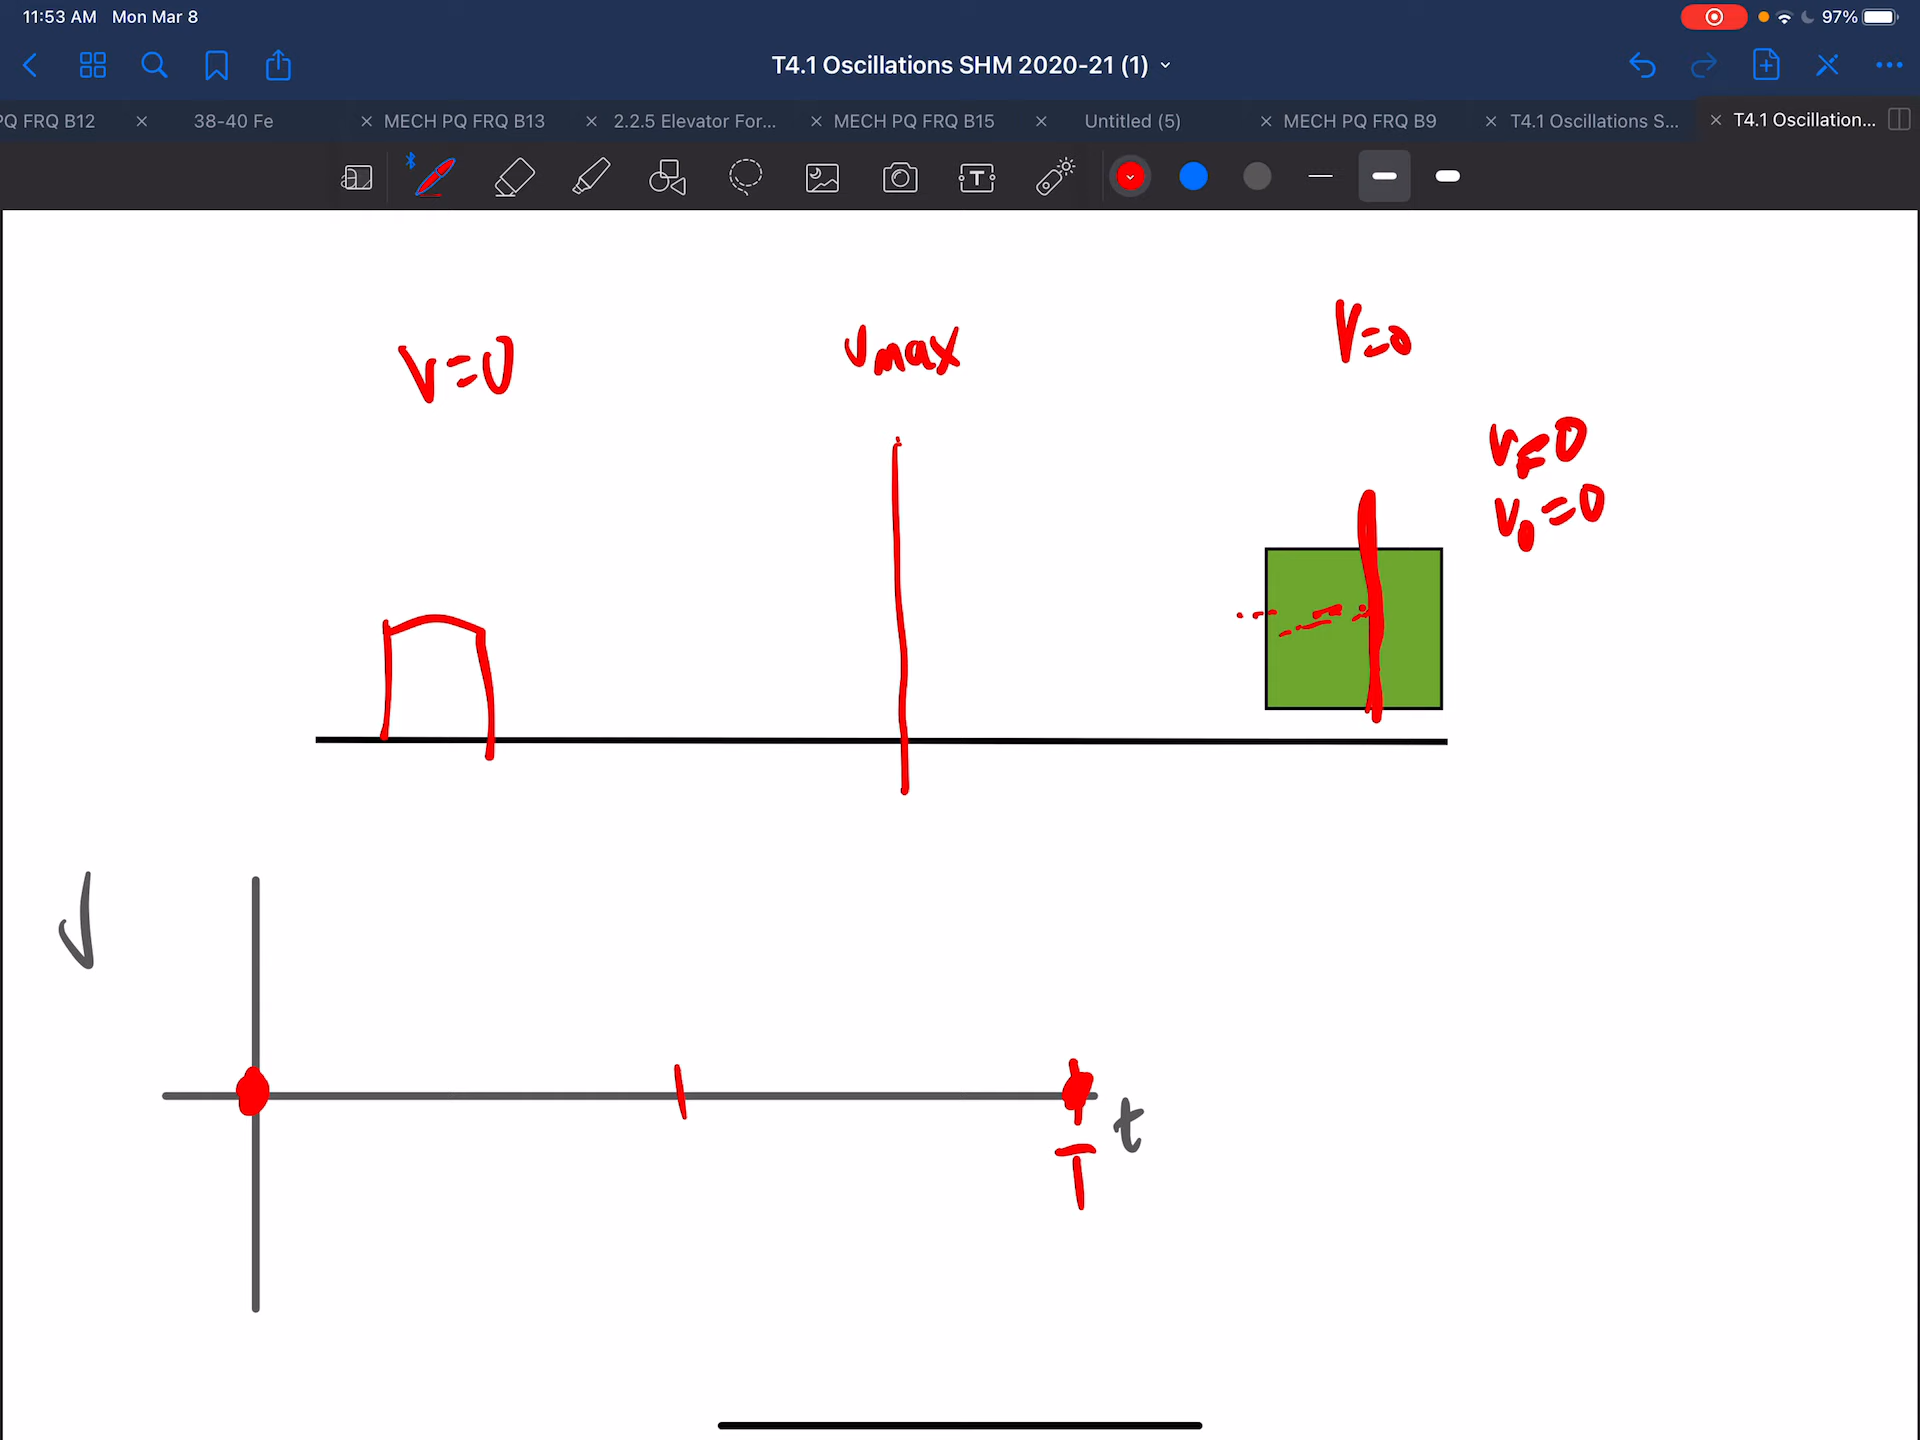 11:53 AM Mon Mar 8
97%
T4.1 Oscillations SHM 2020-21 (1)
PQ FRQ B12
38-40 Fe
MECH PQ FRQ B13
2.2.5 Elevator For...
MECH PQ FRQ B15
Untitled (5)
MECH PQ FRQ B9
T4.1 Oscillations S...
T4.1 Oscillation...
T
v=0
vmax
v=0
vF=0
v0=0
v
t
T